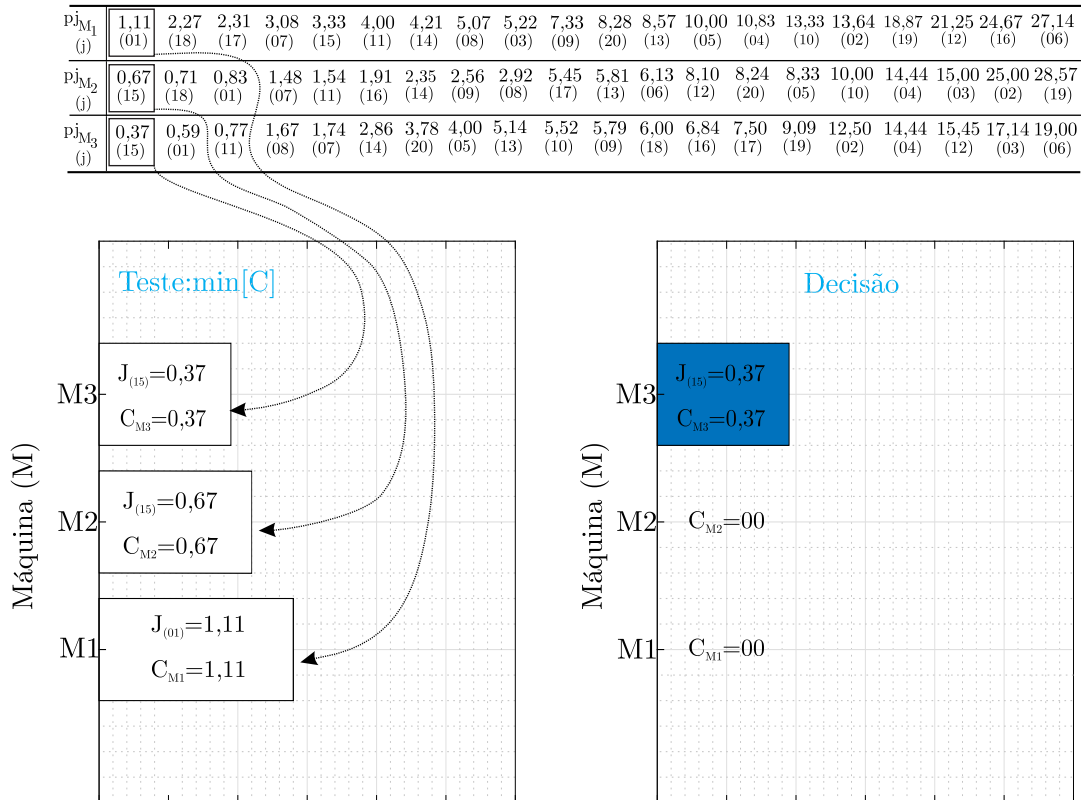 pj M1 1,11 2,27 2,31 3,08 3,33 4,00 4,21 5,07 5,22 7,33 8,28 8,57 10,00 10,83 13,33 13,64 18,87 21,25 24,67 27,14
(j) (01) (18) (17) (07) (15) (11) (14) (08) (03) (09) (20) (13) (05) (04) (10) (02) (19) (12) (16) (06)
pj M2 0,67 0,71 0,83 1,48 1,54 1,91 2,35 2,56 2,92 5,45 5,81 6,13 8,10 8,24 8,33 10,00 14,44 15,00 25,00 28,57
(j) (15) (18) (01) (07) (11) (16) (14) (09) (08) (17) (13) (06) (12) (20) (05) (10) (04) (03) (02) (19)
pj M3 0,37 0,59 0,77 1,67 1,74 2,86 3,78 4,00 5,14 5,52 5,79 6,00 6,84 7,50 9,09 12,50 14,44 15,45 17,14 19,00
(j) (15) (01) (11) (08) (07) (14) (20) (05) (13) (10) (09) (18) (16) (17) (19) (02) (04) (12) (03) (06)
Teste:min[C]
M3
J(15)=0,37
CM3=0,37
M2
J(15)=0,67
CM2=0,67
M1
J(01)=1,11
CM1=1,11
Máquina (M)
Decisão
M3
J(15)=0,37
CM3=0,37
M2
CM2=00
M1
CM1=00
Máquina (M)